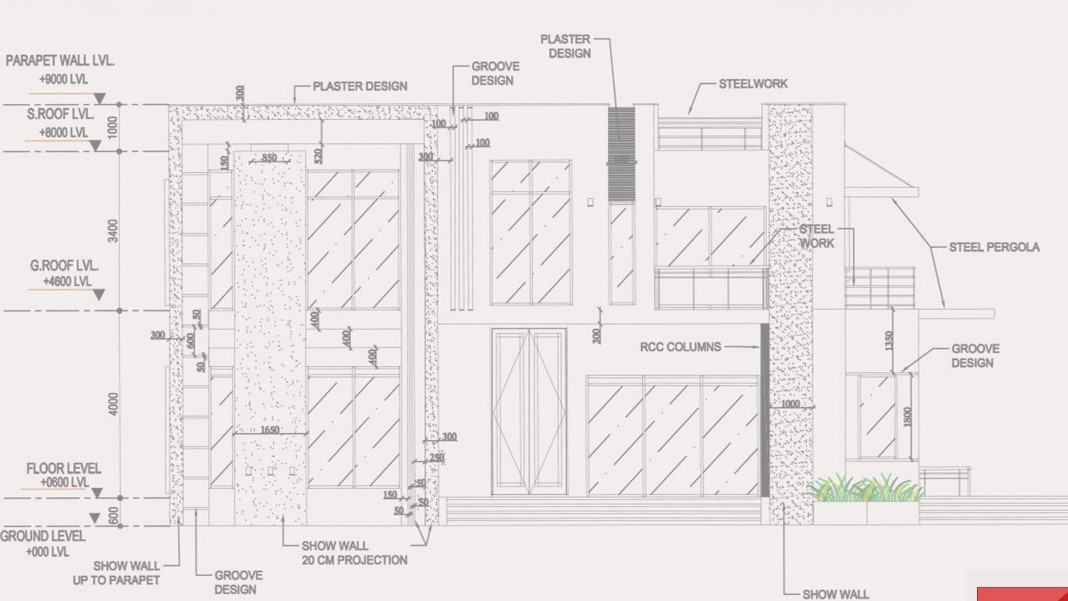 PARAPET WALL LVL.
+9000 LVL
S.ROOF LVL.
+8000 LVL
1000
3400
G.ROOF LVL.
+4600 LVL
4000
FLOOR LEVEL
+0600 LVL
600
GROUND LEVEL
+000 LVL
PLASTER DESIGN
300
GROOVE
DESIGN
PLASTER
DESIGN
STEELWORK
100
100
100
300
150
850
520
STEEL
WORK
STEEL PERGOLA
50
300
600
50
400
400
400
300
RCC COLUMNS
1350
GROOVE
DESIGN
1000
1800
1650
300
250
150
50
50
SHOW WALL
UP TO PARAPET
GROOVE
DESIGN
SHOW WALL
20 CM PROJECTION
SHOW WALL